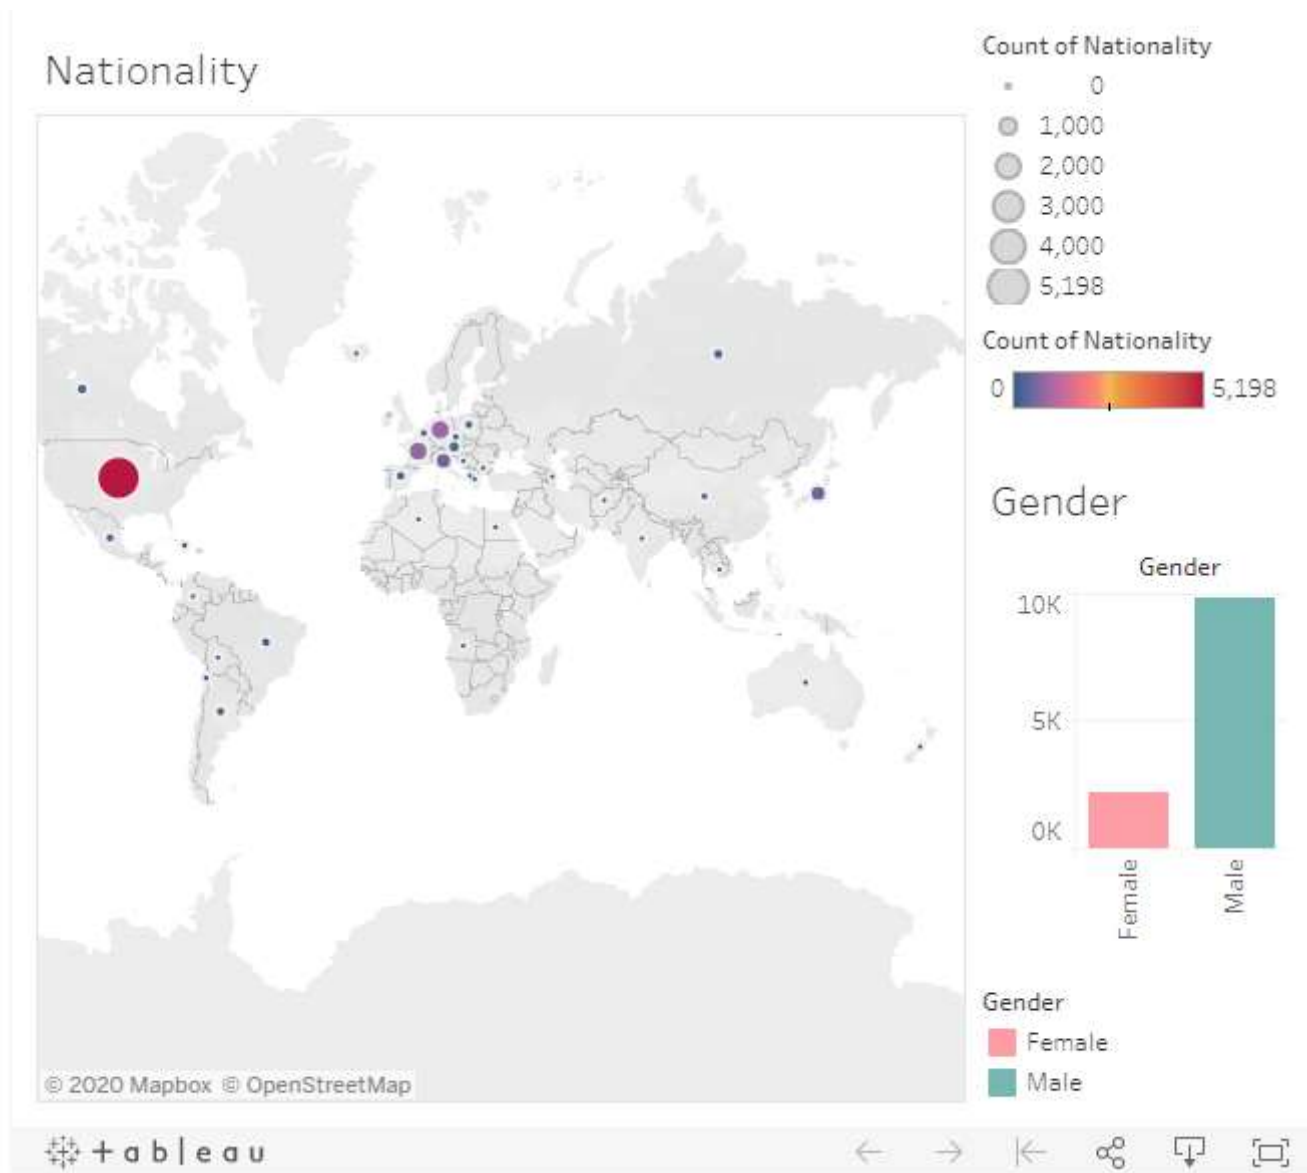 Nationality
© 2020 Mapbox © OpenStreetMap
Count of Nationality
0
1,000
2,000
3,000
4,000
5,198
Count of Nationality
0 5,198
Gender
Gender
10K
5K
0K
Female
Male
Gender
Female
Male
+ a b | e a u